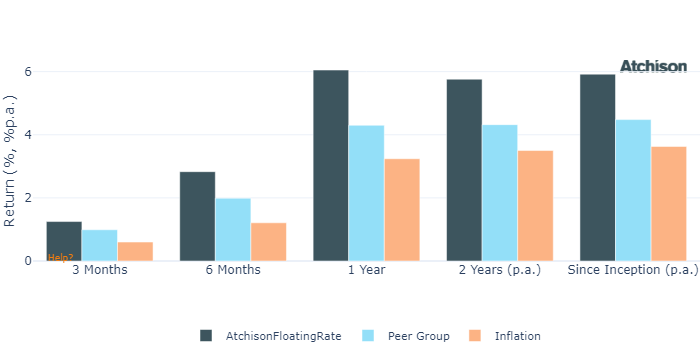 Atchison
Return (%, %p.a.)
6
4
2
0
Help?
3 Months
6 Months
1 Year
2 Years (p.a.)
Since Inception (p.a.)
AtchisonFloatingRate
Peer Group
Inflation